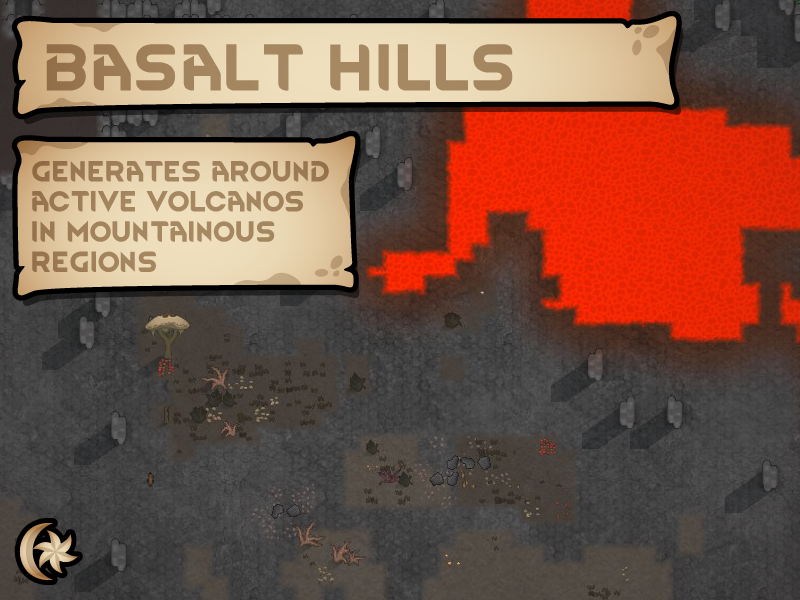 BASALT HILLS
GENERATES AROUND
ACTIVE VOLCANOS
IN MOUNTAINOUS
REGIONS